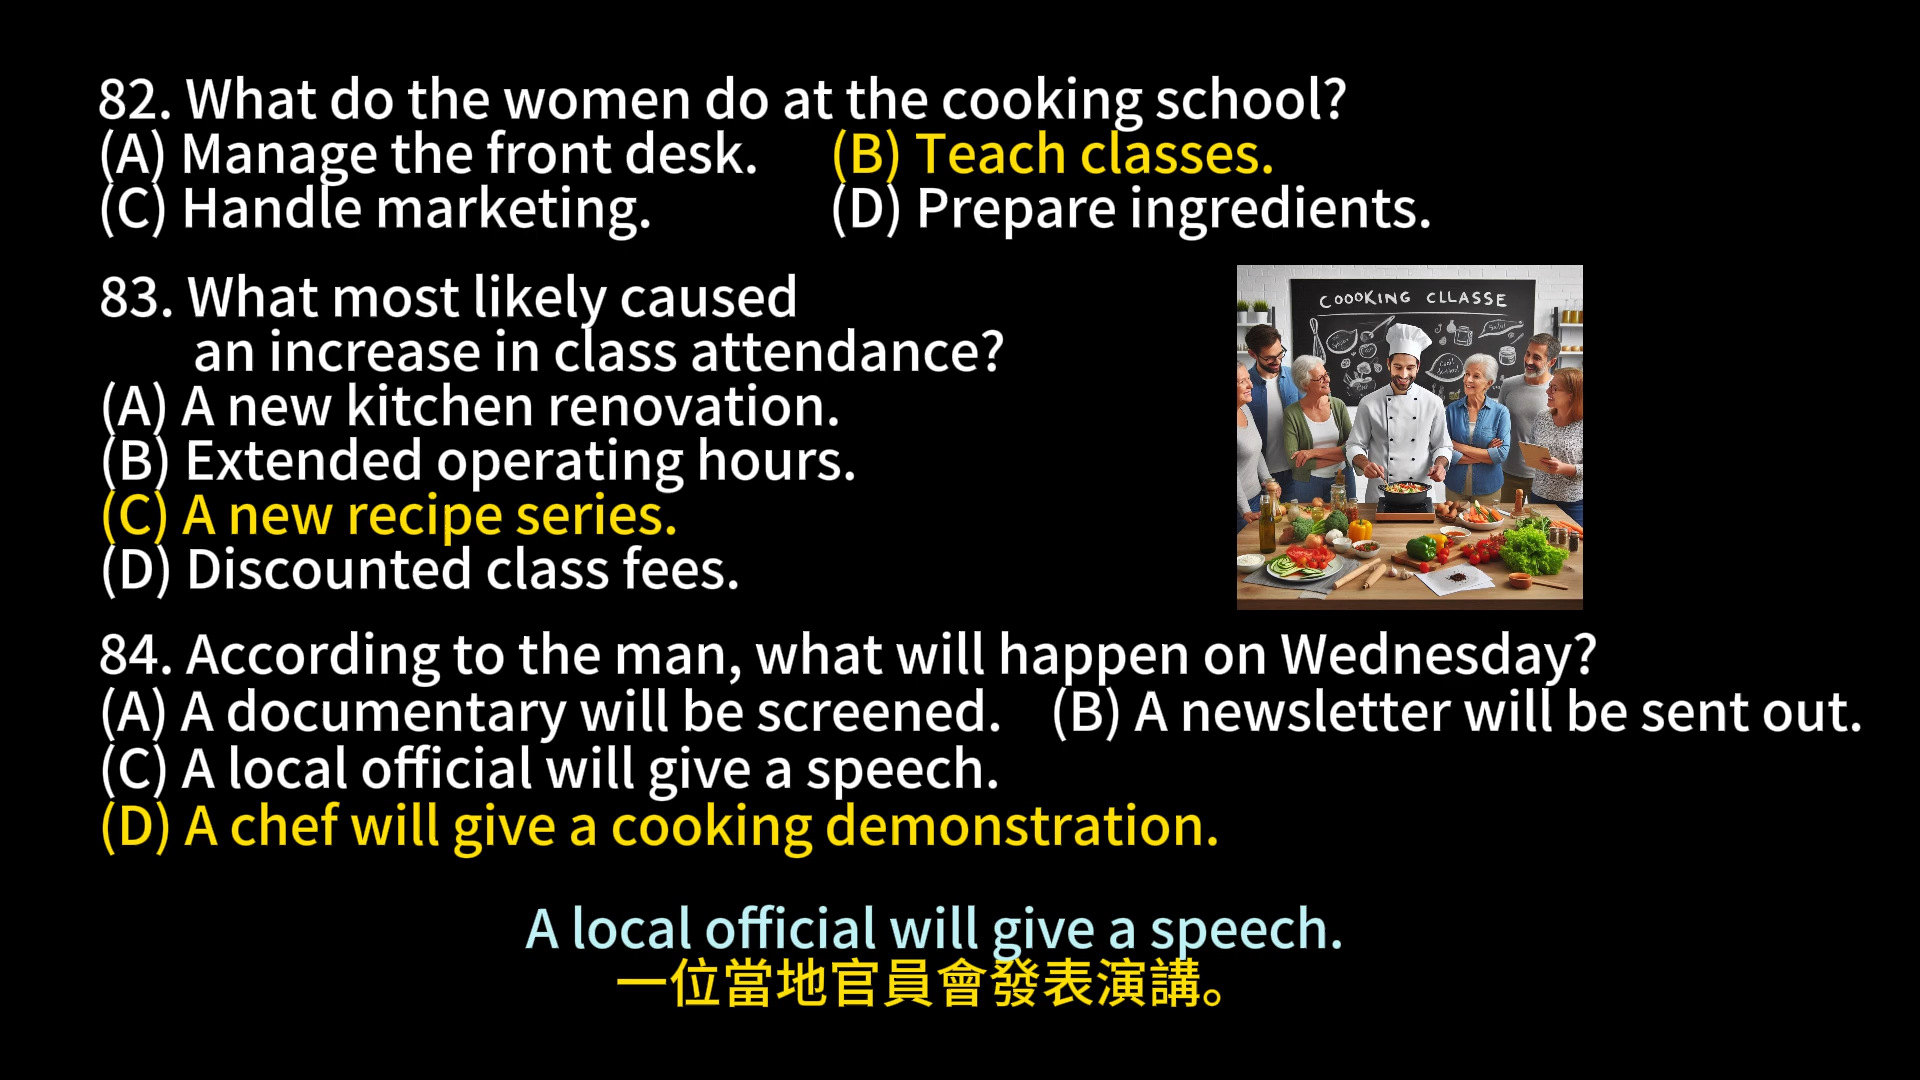 82. What do the women do at the cooking school?
(A) Manage the front desk. (B) Teach classes.
(C) Handle marketing. (D) Prepare ingredients.
83. What most likely caused
an increase in class attendance?
(A) A new kitchen renovation.
(B) Extended operating hours.
(C) A new recipe series.
(D) Discounted class fees.
COOOKING CLLASSE
84. According to the man, what will happen on Wednesday?
(A) A documentary will be screened. (B) A newsletter will be sent out.
(C) A local official will give a speech.
(D) A chef will give a cooking demonstration.
A local official will give a speech.
一位當地官員會發表演講。